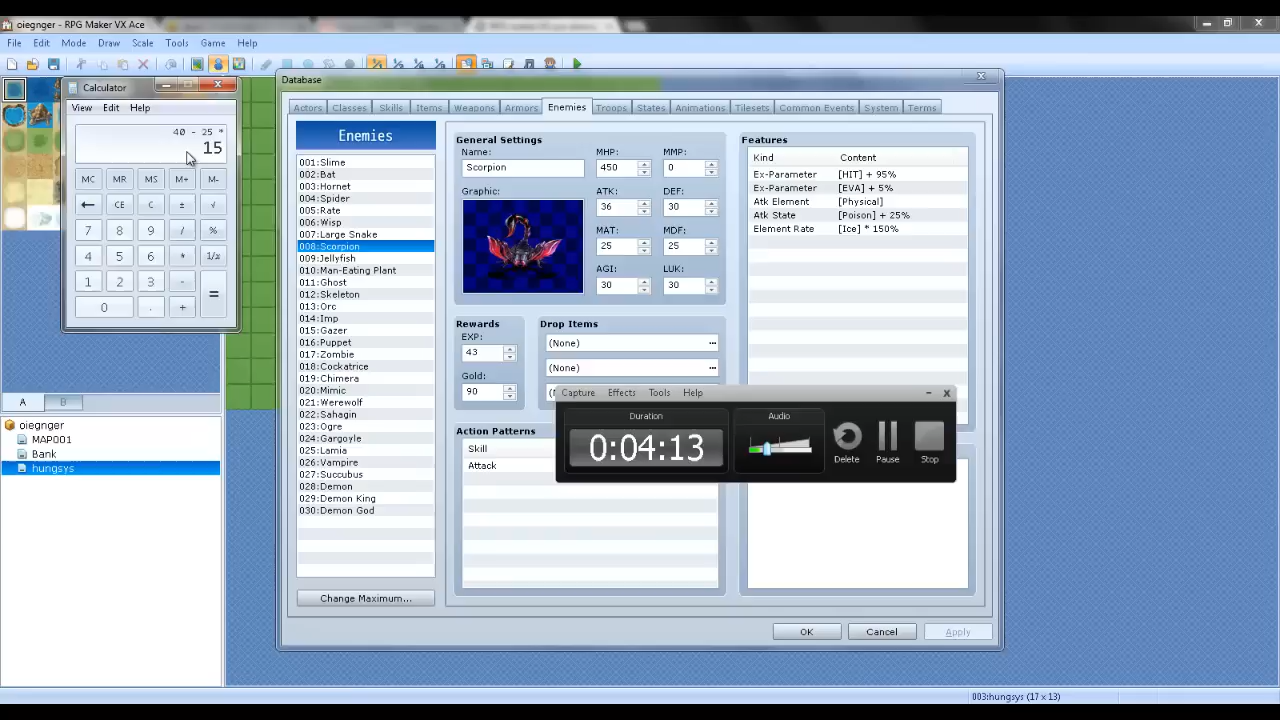 oiegnger - RPG Maker VX Ace
File Edit Mode Draw Scale Tools Game Help
Calculator
View Edit Help
40 - 25 *
15
MC MR MS M+ M-
← CE C ± √
7 8 9 / %
4 5 6 * 1/x
1 2 3 - =
0 . +
A B
oiegnger
MAP001
Bank
hungsys
Database
Actors Classes Skills Items Weapons Armors Enemies Troops States Animations Tilesets Common Events System Terms
Enemies
001:Slime
002:Bat
003:Hornet
004:Spider
005:Rate
006:Wisp
007:Large Snake
008:Scorpion
009:Jellyfish
010:Man-Eating Plant
011:Ghost
012:Skeleton
013:Orc
014:Imp
015:Gazer
016:Puppet
017:Zombie
018:Cockatrice
019:Chimera
020:Mimic
021:Werewolf
022:Sahagin
023:Ogre
024:Gargoyle
025:Lamia
026:Vampire
027:Succubus
028:Demon
029:Demon King
030:Demon God
Change Maximum...
General Settings
Name: MHP: MMP:
Scorpion 450 0
Graphic: ATK: DEF:
36 30
MAT: MDF:
25 25
AGI: LUK:
30 30
Rewards
EXP:
43
Gold:
90
Drop Items
(None) ...
(None) ...
Action Patterns
Skill
Attack
Features
Kind Content
Ex-Parameter [HIT] + 95%
Ex-Parameter [EVA] + 5%
Atk Element [Physical]
Atk State [Poison] + 25%
Element Rate [Ice] * 150%
Capture Effects Tools Help
Duration Audio
0:04:13
Delete Pause Stop
OK Cancel Apply
003:hungsys (17 x 13)